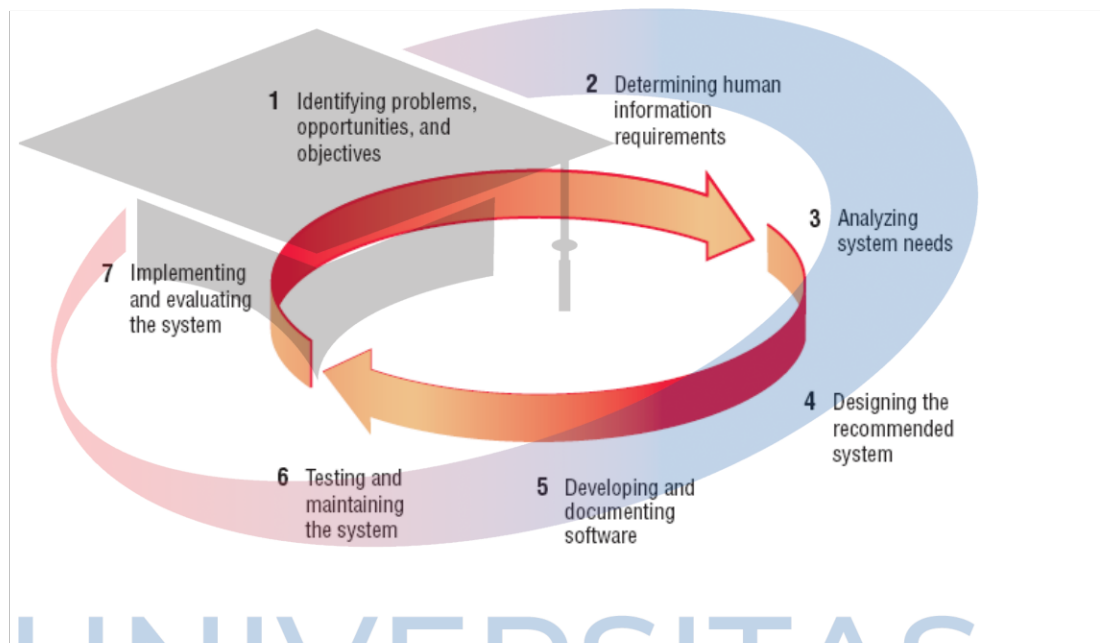 1 Identifying problems,
opportunities, and
objectives
2 Determining human
information
requirements
3 Analyzing
system needs
4 Designing the
recommended
system
5 Developing and
documenting
software
6 Testing and
maintaining
the system
7 Implementing
and evaluating
the system
UNIVERSITAS